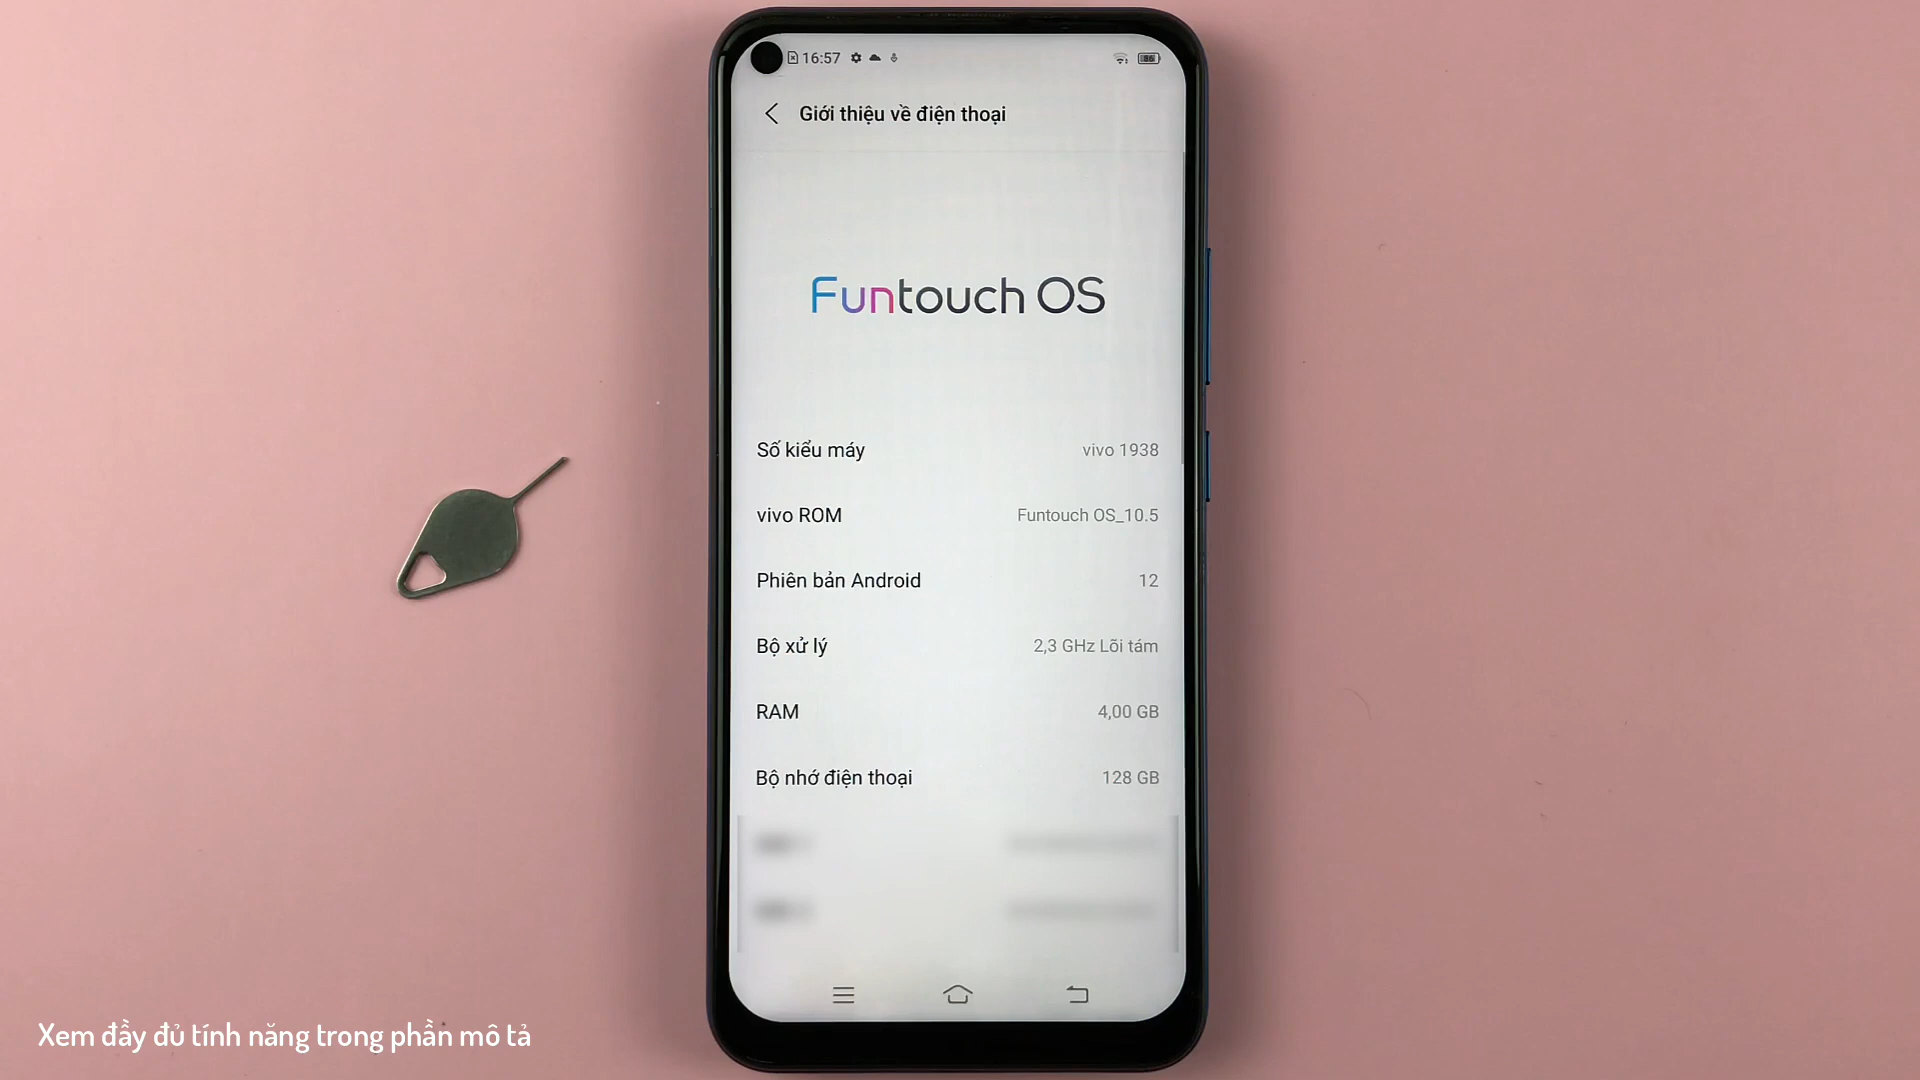 16:57
86
Giới thiệu về điện thoại
Funtouch OS
Số kiểu máy vivo 1938
vivo ROM Funtouch OS_10.5
Phiên bản Android 12
Bộ xử lý 2,3 GHz Lõi tám
RAM 4,00 GB
Bộ nhớ điện thoại 128 GB
Xem đầy đủ tính năng trong phần mô tả